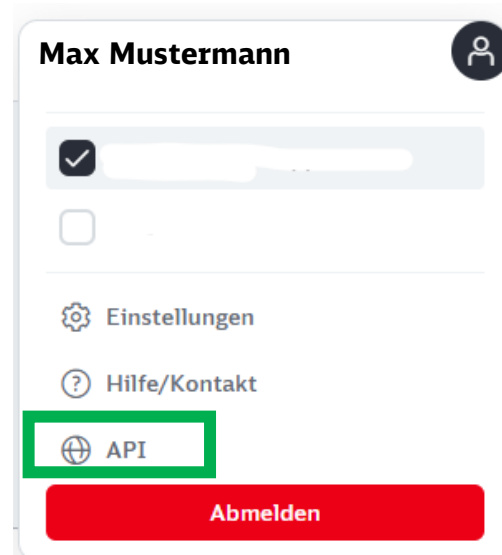 Max Mustermann
Einstellungen
Hilfe/Kontakt
API
Abmelden